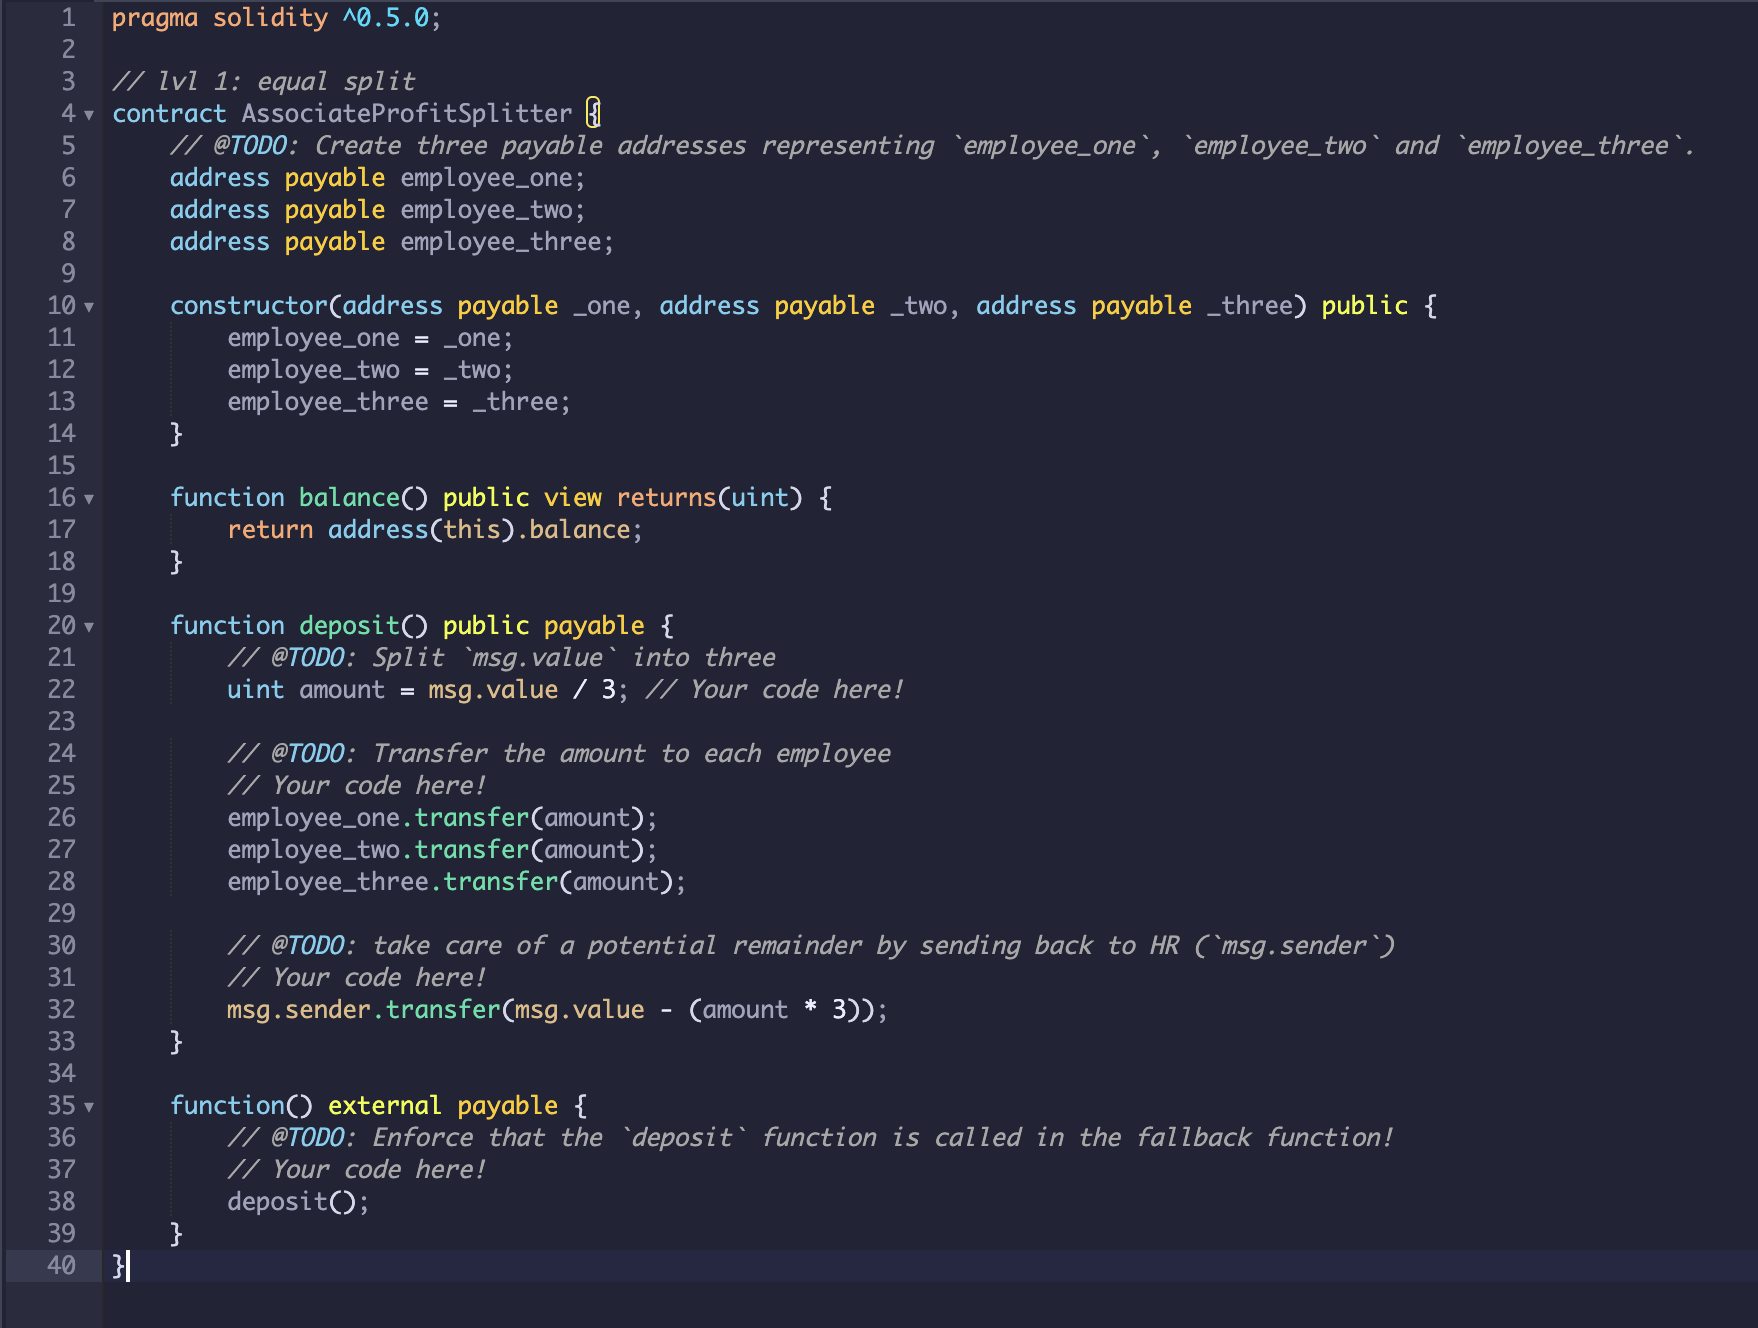 1 pragma solidity ^0.5.0;
2
3 // lvl 1: equal split
4 contract AssociateProfitSplitter {
5 // @TODO: Create three payable addresses representing `employee_one`, `employee_two` and `employee_three`.
6 address payable employee_one;
7 address payable employee_two;
8 address payable employee_three;
9
10 constructor(address payable _one, address payable _two, address payable _three) public {
11 employee_one = _one;
12 employee_two = _two;
13 employee_three = _three;
14 }
15
16 function balance() public view returns(uint) {
17 return address(this).balance;
18 }
19
20 function deposit() public payable {
21 // @TODO: Split `msg.value` into three
22 uint amount = msg.value / 3; // Your code here!
23
24 // @TODO: Transfer the amount to each employee
25 // Your code here!
26 employee_one.transfer(amount);
27 employee_two.transfer(amount);
28 employee_three.transfer(amount);
29
30 // @TODO: take care of a potential remainder by sending back to HR (`msg.sender`)
31 // Your code here!
32 msg.sender.transfer(msg.value - (amount * 3));
33 }
34
35 function() external payable {
36 // @TODO: Enforce that the `deposit` function is called in the fallback function!
37 // Your code here!
38 deposit();
39 }
40 }